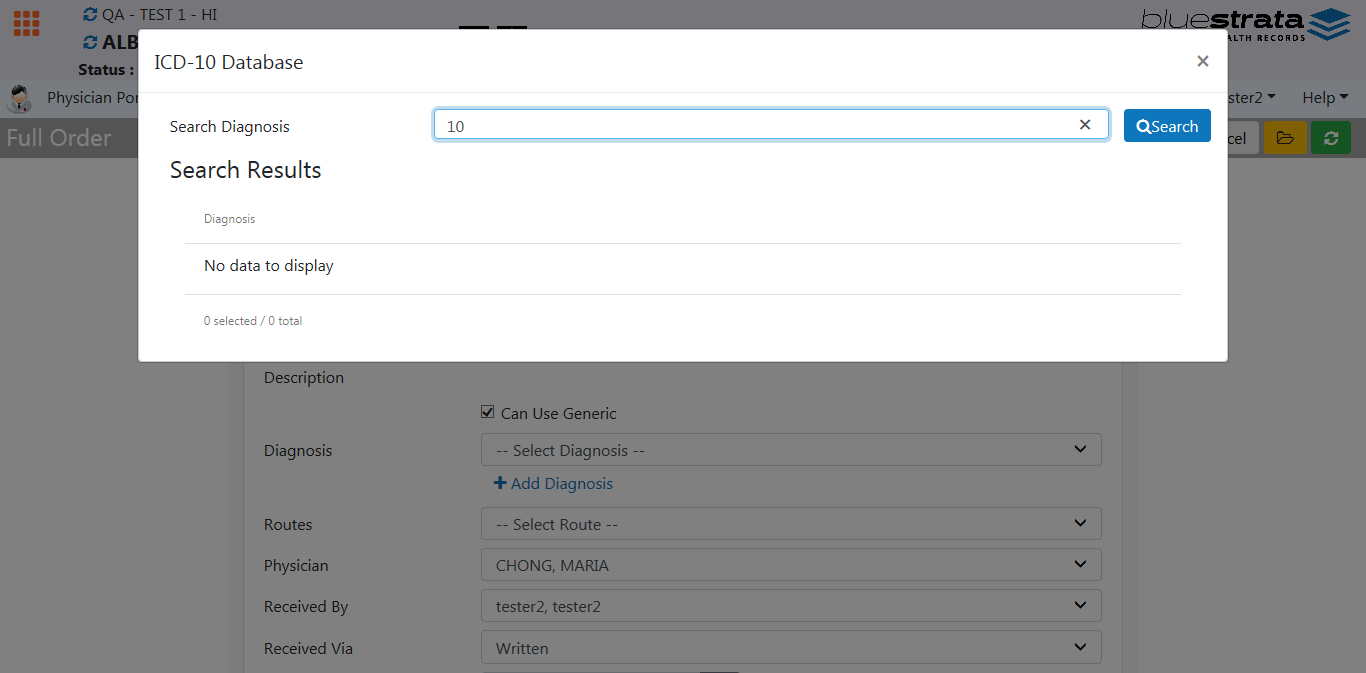 QA - TEST 1 - HI
ALB
Status :
bluestrata
ALTH RECORDS
ICD-10 Database
×
Physician Por
ster2
Help
Full Order
cel
Search Diagnosis
10
Search
Search Results
Diagnosis
No data to display
0 selected / 0 total
Description
Can Use Generic
Diagnosis
-- Select Diagnosis --
Add Diagnosis
Routes
-- Select Route --
Physician
CHONG, MARIA
Received By
tester2, tester2
Received Via
Written